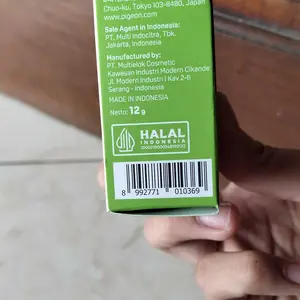 Chuo-ku, Tokyo 103-8480, Japan
www.pigeon.com
Sale Agent in Indonesia:
PT. Multi Indocitra, Tbk.
Jakarta, Indonesia
Manufactured by:
PT. Multielok Cosmetic
Kawasan Industri Modern Cikande
Jl. Modern Industri I Kav 2-6
Serang - Indonesia
MADE IN INDONESIA
Netto: 12 g
HALAL
INDONESIA
8 992771 010369